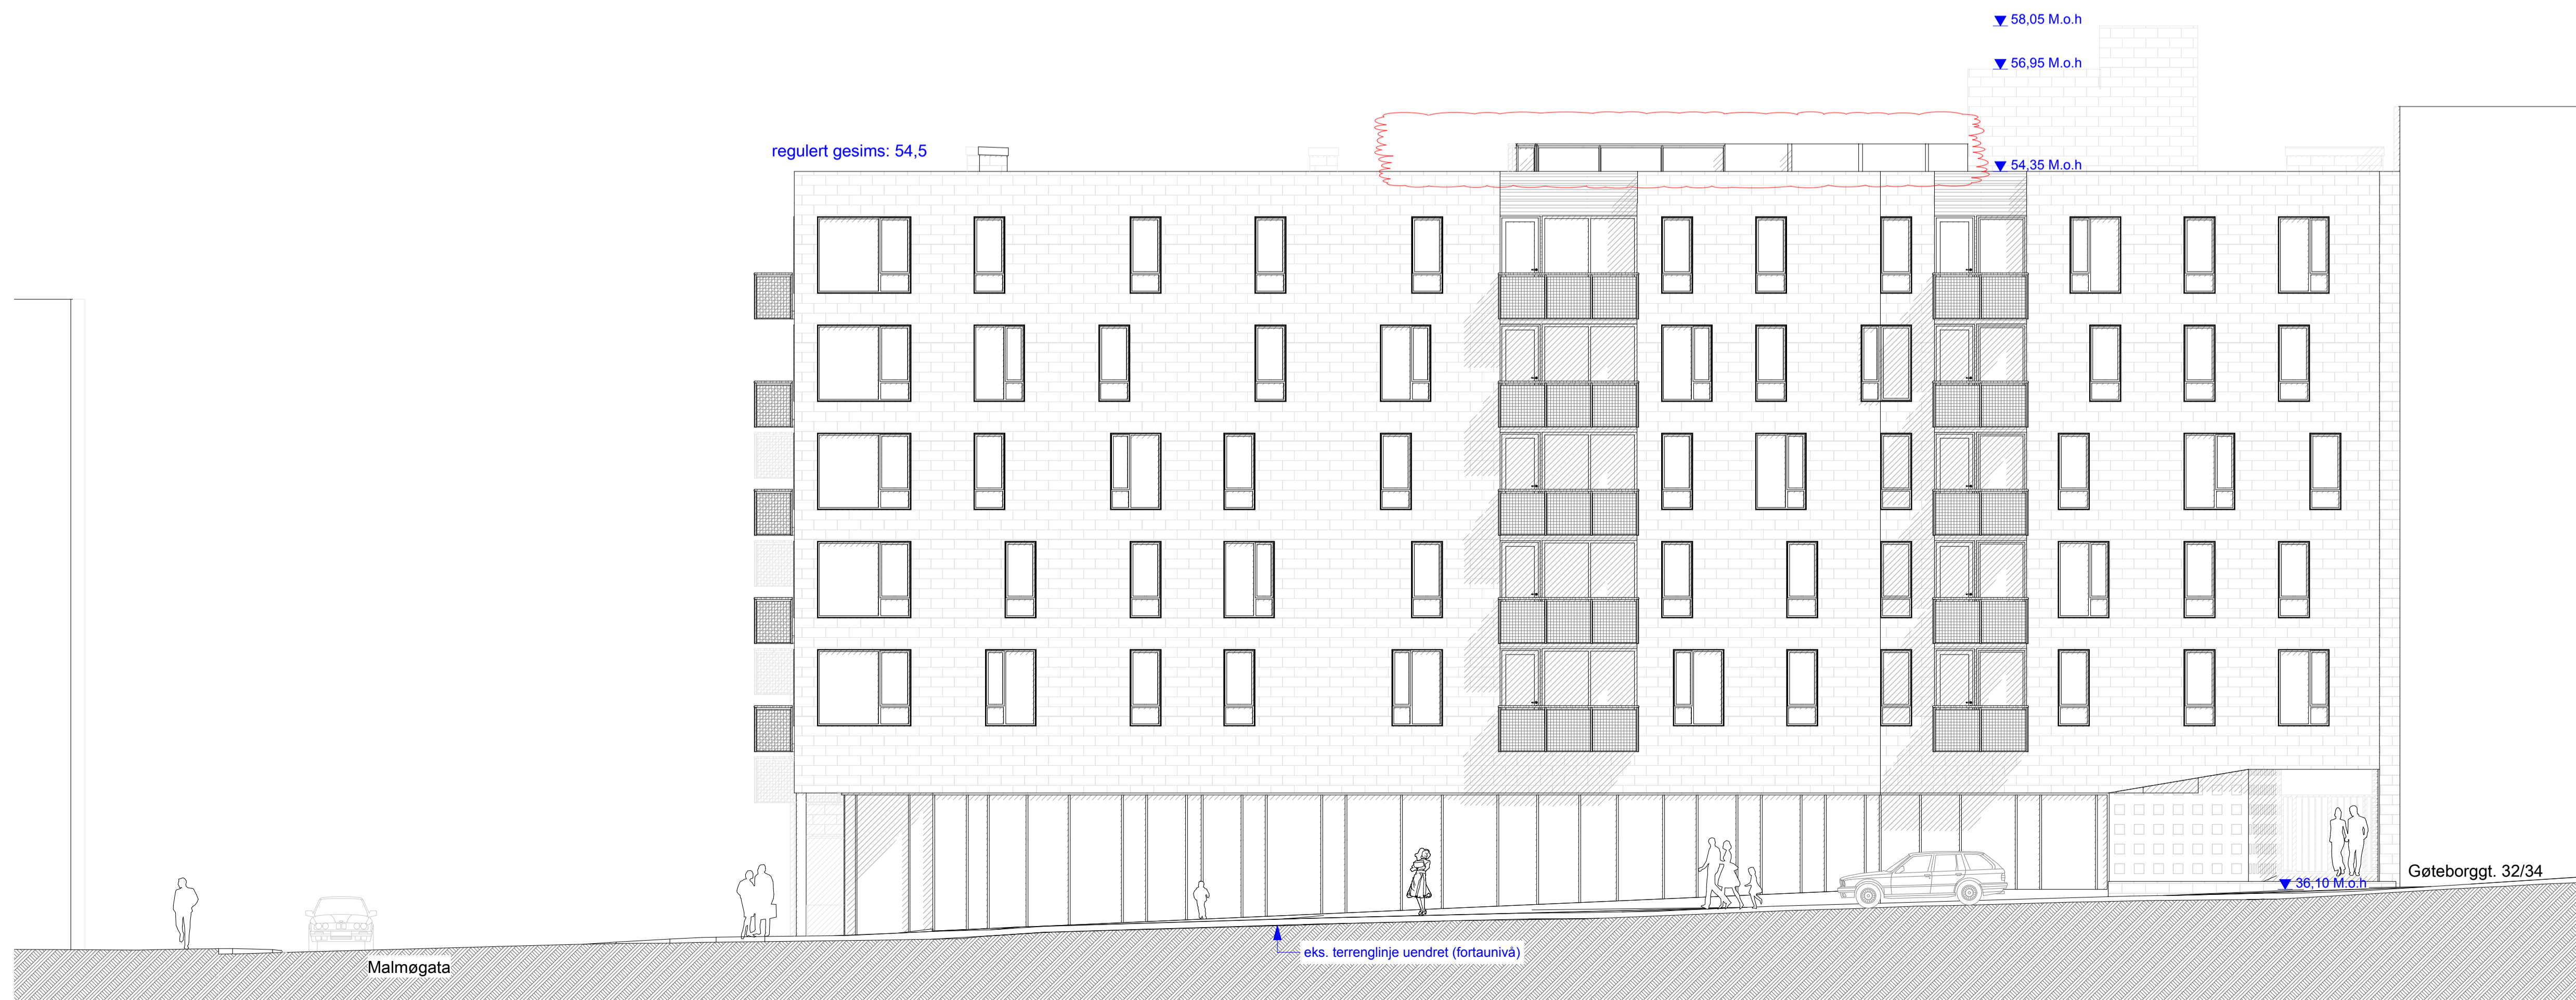 58,05 M.o.h
56,95 M.o.h
regulert gesims: 54,5
54,35 M.o.h
Gøteborggt. 32/34
36,10 M.o.h
eks. terrenglinje uendret (fortaunivå)
Malmøgata